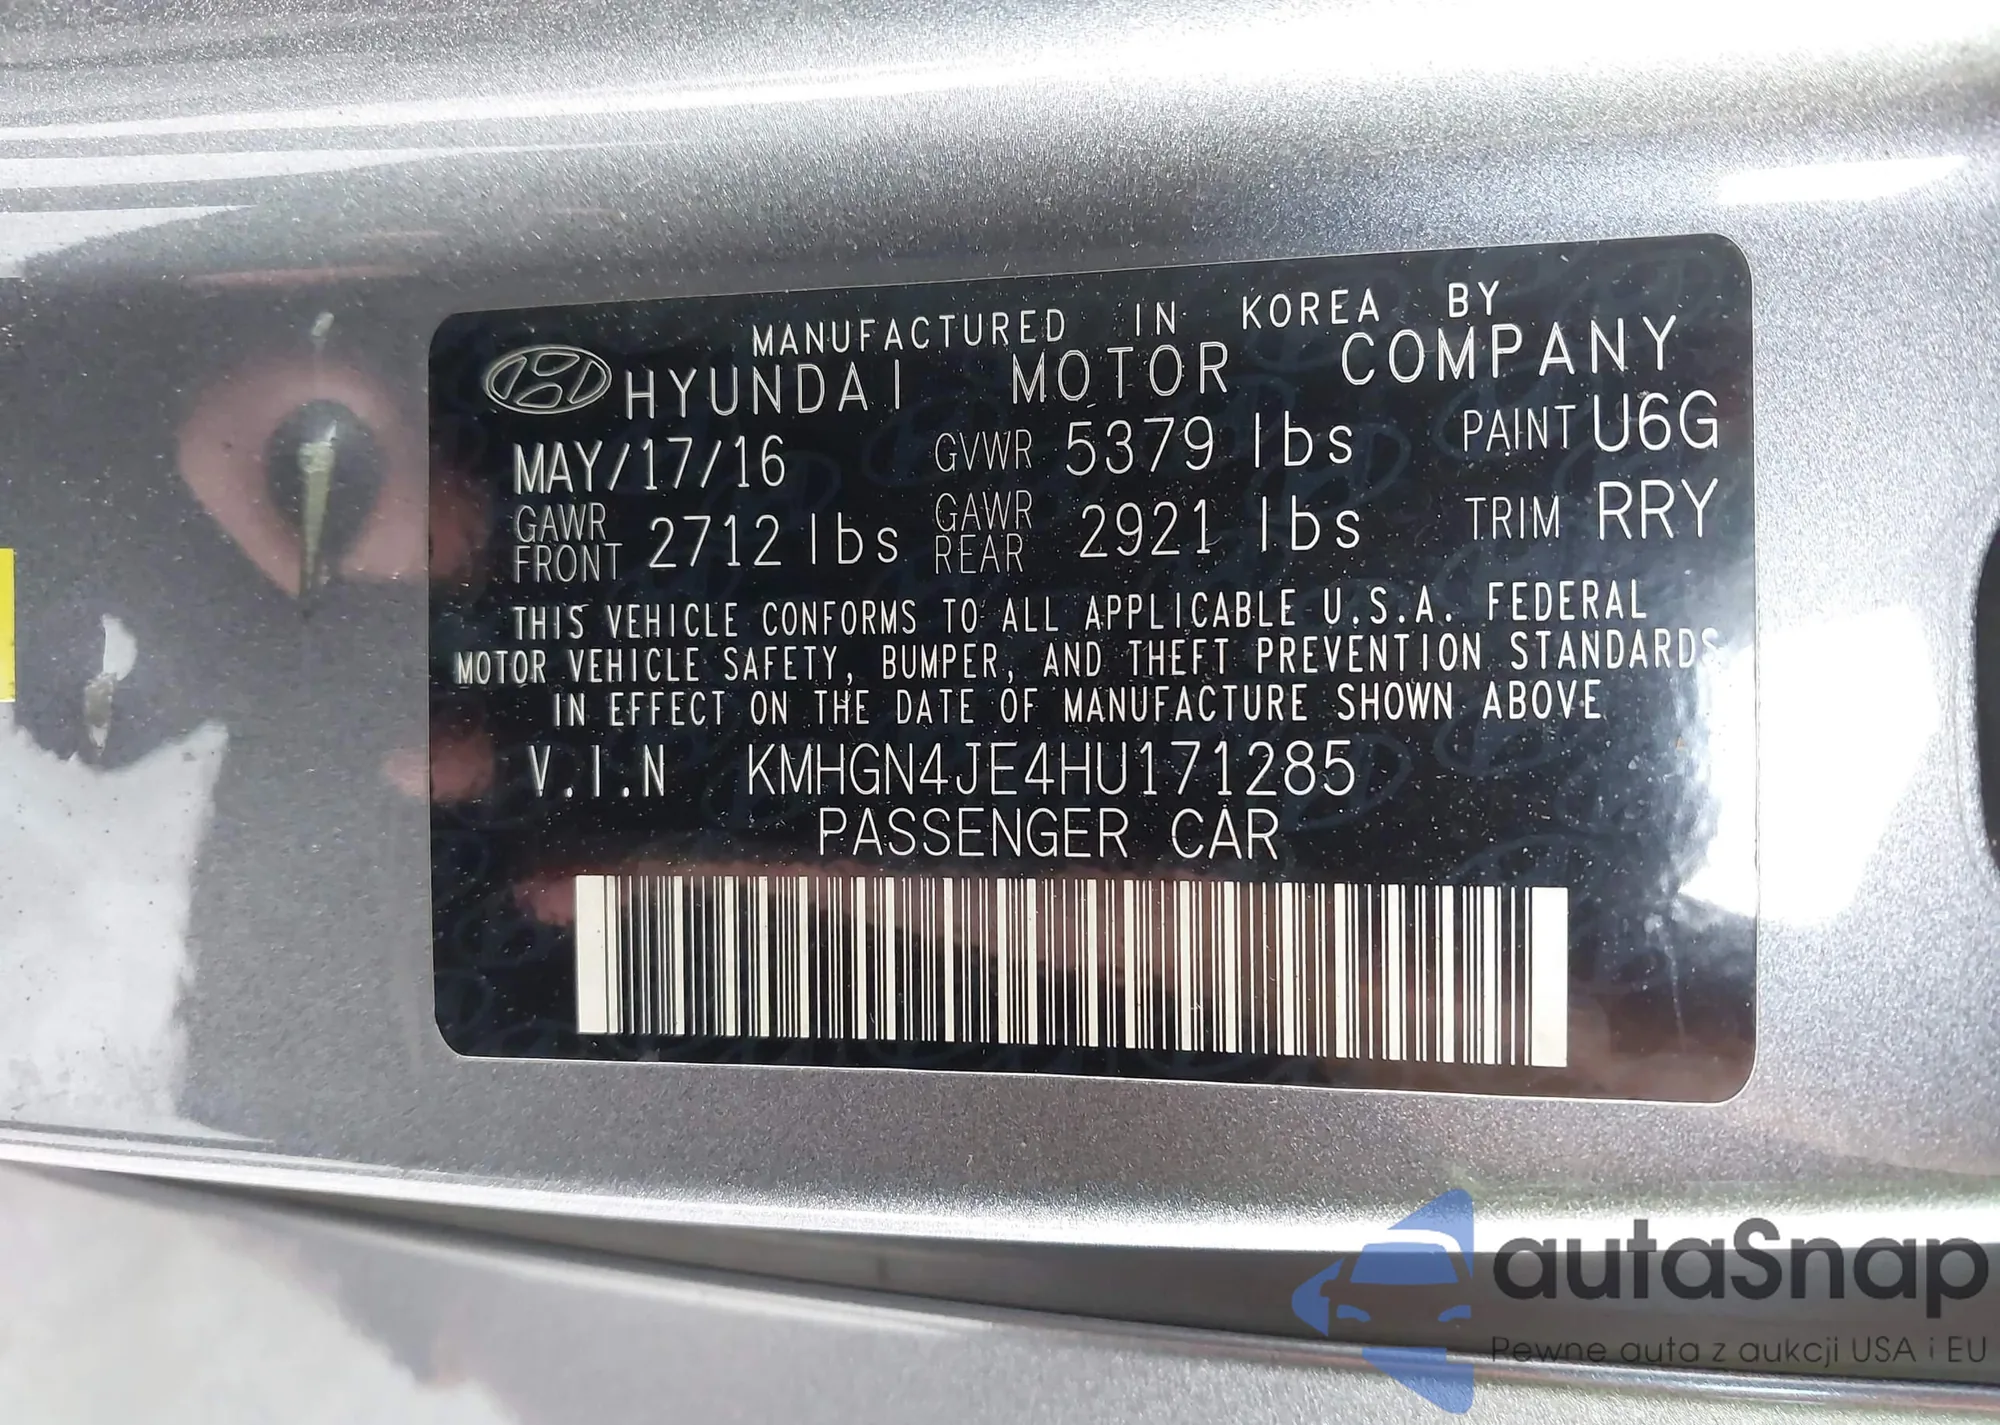 MANUFACTURED IN KOREA BY
HYUNDAI MOTOR COMPANY
MAY/17/16 GVWR 5379 lbs PAINT U6G
GAWR FRONT 2712 lbs GAWR REAR 2921 lbs TRIM RRY
THIS VEHICLE CONFORMS TO ALL APPLICABLE U.S.A. FEDERAL
MOTOR VEHICLE SAFETY, BUMPER, AND THEFT PREVENTION STANDARDS
IN EFFECT ON THE DATE OF MANUFACTURE SHOWN ABOVE
V.I.N KMHGN4JE4HU171285
PASSENGER CAR
autaSnap
Pewne auta z aukcji USA i EU